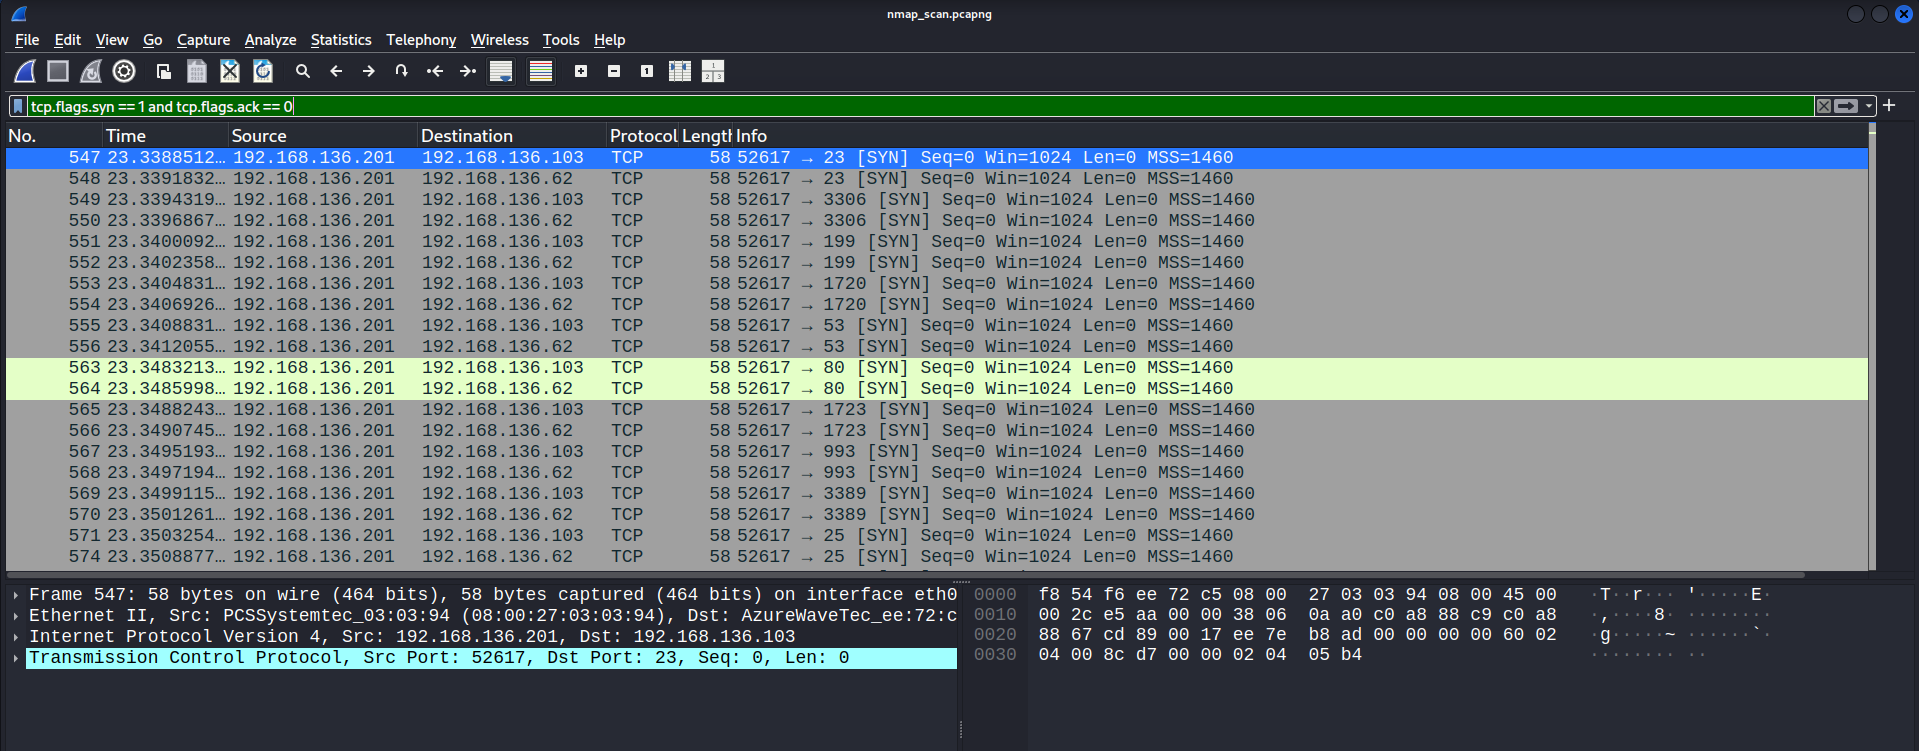 nmap_scan.pcapng
File Edit View Go Capture Analyze Statistics Telephony Wireless Tools Help
tcp.flags.syn == 1 and tcp.flags.ack == 0
No. Time Source Destination Protocol Length Info
547 23.3388512… 192.168.136.201 192.168.136.103 TCP 58 52617 → 23 [SYN] Seq=0 Win=1024 Len=0 MSS=1460
548 23.3391832… 192.168.136.201 192.168.136.62 TCP 58 52617 → 23 [SYN] Seq=0 Win=1024 Len=0 MSS=1460
549 23.3394319… 192.168.136.201 192.168.136.103 TCP 58 52617 → 3306 [SYN] Seq=0 Win=1024 Len=0 MSS=1460
550 23.3396867… 192.168.136.201 192.168.136.62 TCP 58 52617 → 3306 [SYN] Seq=0 Win=1024 Len=0 MSS=1460
551 23.3400092… 192.168.136.201 192.168.136.103 TCP 58 52617 → 199 [SYN] Seq=0 Win=1024 Len=0 MSS=1460
552 23.3402358… 192.168.136.201 192.168.136.62 TCP 58 52617 → 199 [SYN] Seq=0 Win=1024 Len=0 MSS=1460
553 23.3404831… 192.168.136.201 192.168.136.103 TCP 58 52617 → 1720 [SYN] Seq=0 Win=1024 Len=0 MSS=1460
554 23.3406926… 192.168.136.201 192.168.136.62 TCP 58 52617 → 1720 [SYN] Seq=0 Win=1024 Len=0 MSS=1460
555 23.3408831… 192.168.136.201 192.168.136.103 TCP 58 52617 → 53 [SYN] Seq=0 Win=1024 Len=0 MSS=1460
556 23.3412055… 192.168.136.201 192.168.136.62 TCP 58 52617 → 53 [SYN] Seq=0 Win=1024 Len=0 MSS=1460
563 23.3483213… 192.168.136.201 192.168.136.103 TCP 58 52617 → 80 [SYN] Seq=0 Win=1024 Len=0 MSS=1460
564 23.3485998… 192.168.136.201 192.168.136.62 TCP 58 52617 → 80 [SYN] Seq=0 Win=1024 Len=0 MSS=1460
565 23.3488243… 192.168.136.201 192.168.136.103 TCP 58 52617 → 1723 [SYN] Seq=0 Win=1024 Len=0 MSS=1460
566 23.3490745… 192.168.136.201 192.168.136.62 TCP 58 52617 → 1723 [SYN] Seq=0 Win=1024 Len=0 MSS=1460
567 23.3495193… 192.168.136.201 192.168.136.103 TCP 58 52617 → 993 [SYN] Seq=0 Win=1024 Len=0 MSS=1460
568 23.3497194… 192.168.136.201 192.168.136.62 TCP 58 52617 → 993 [SYN] Seq=0 Win=1024 Len=0 MSS=1460
569 23.3499115… 192.168.136.201 192.168.136.103 TCP 58 52617 → 3389 [SYN] Seq=0 Win=1024 Len=0 MSS=1460
570 23.3501261… 192.168.136.201 192.168.136.62 TCP 58 52617 → 3389 [SYN] Seq=0 Win=1024 Len=0 MSS=1460
571 23.3503254… 192.168.136.201 192.168.136.103 TCP 58 52617 → 25 [SYN] Seq=0 Win=1024 Len=0 MSS=1460
574 23.3508877… 192.168.136.201 192.168.136.62 TCP 58 52617 → 25 [SYN] Seq=0 Win=1024 Len=0 MSS=1460
Frame 547: 58 bytes on wire (464 bits), 58 bytes captured (464 bits) on interface eth0
Ethernet II, Src: PCSSystemtec_03:03:94 (08:00:27:03:03:94), Dst: AzureWaveTec_ee:72:c
Internet Protocol Version 4, Src: 192.168.136.201, Dst: 192.168.136.103
Transmission Control Protocol, Src Port: 52617, Dst Port: 23, Seq: 0, Len: 0
0000 f8 54 f6 ee 72 c5 08 00 27 03 03 94 08 00 45 00 ·T··r··· '·····E·
0010 00 2c e5 aa 00 00 38 06 0a a0 c0 a8 88 c9 c0 a8 ·,····8· ········
0020 88 67 cd 89 00 17 ee 7e b8 ad 00 00 00 00 60 02 ·g·····~ ······`·
0030 04 00 8c d7 00 00 02 04 05 b4 ········ ··